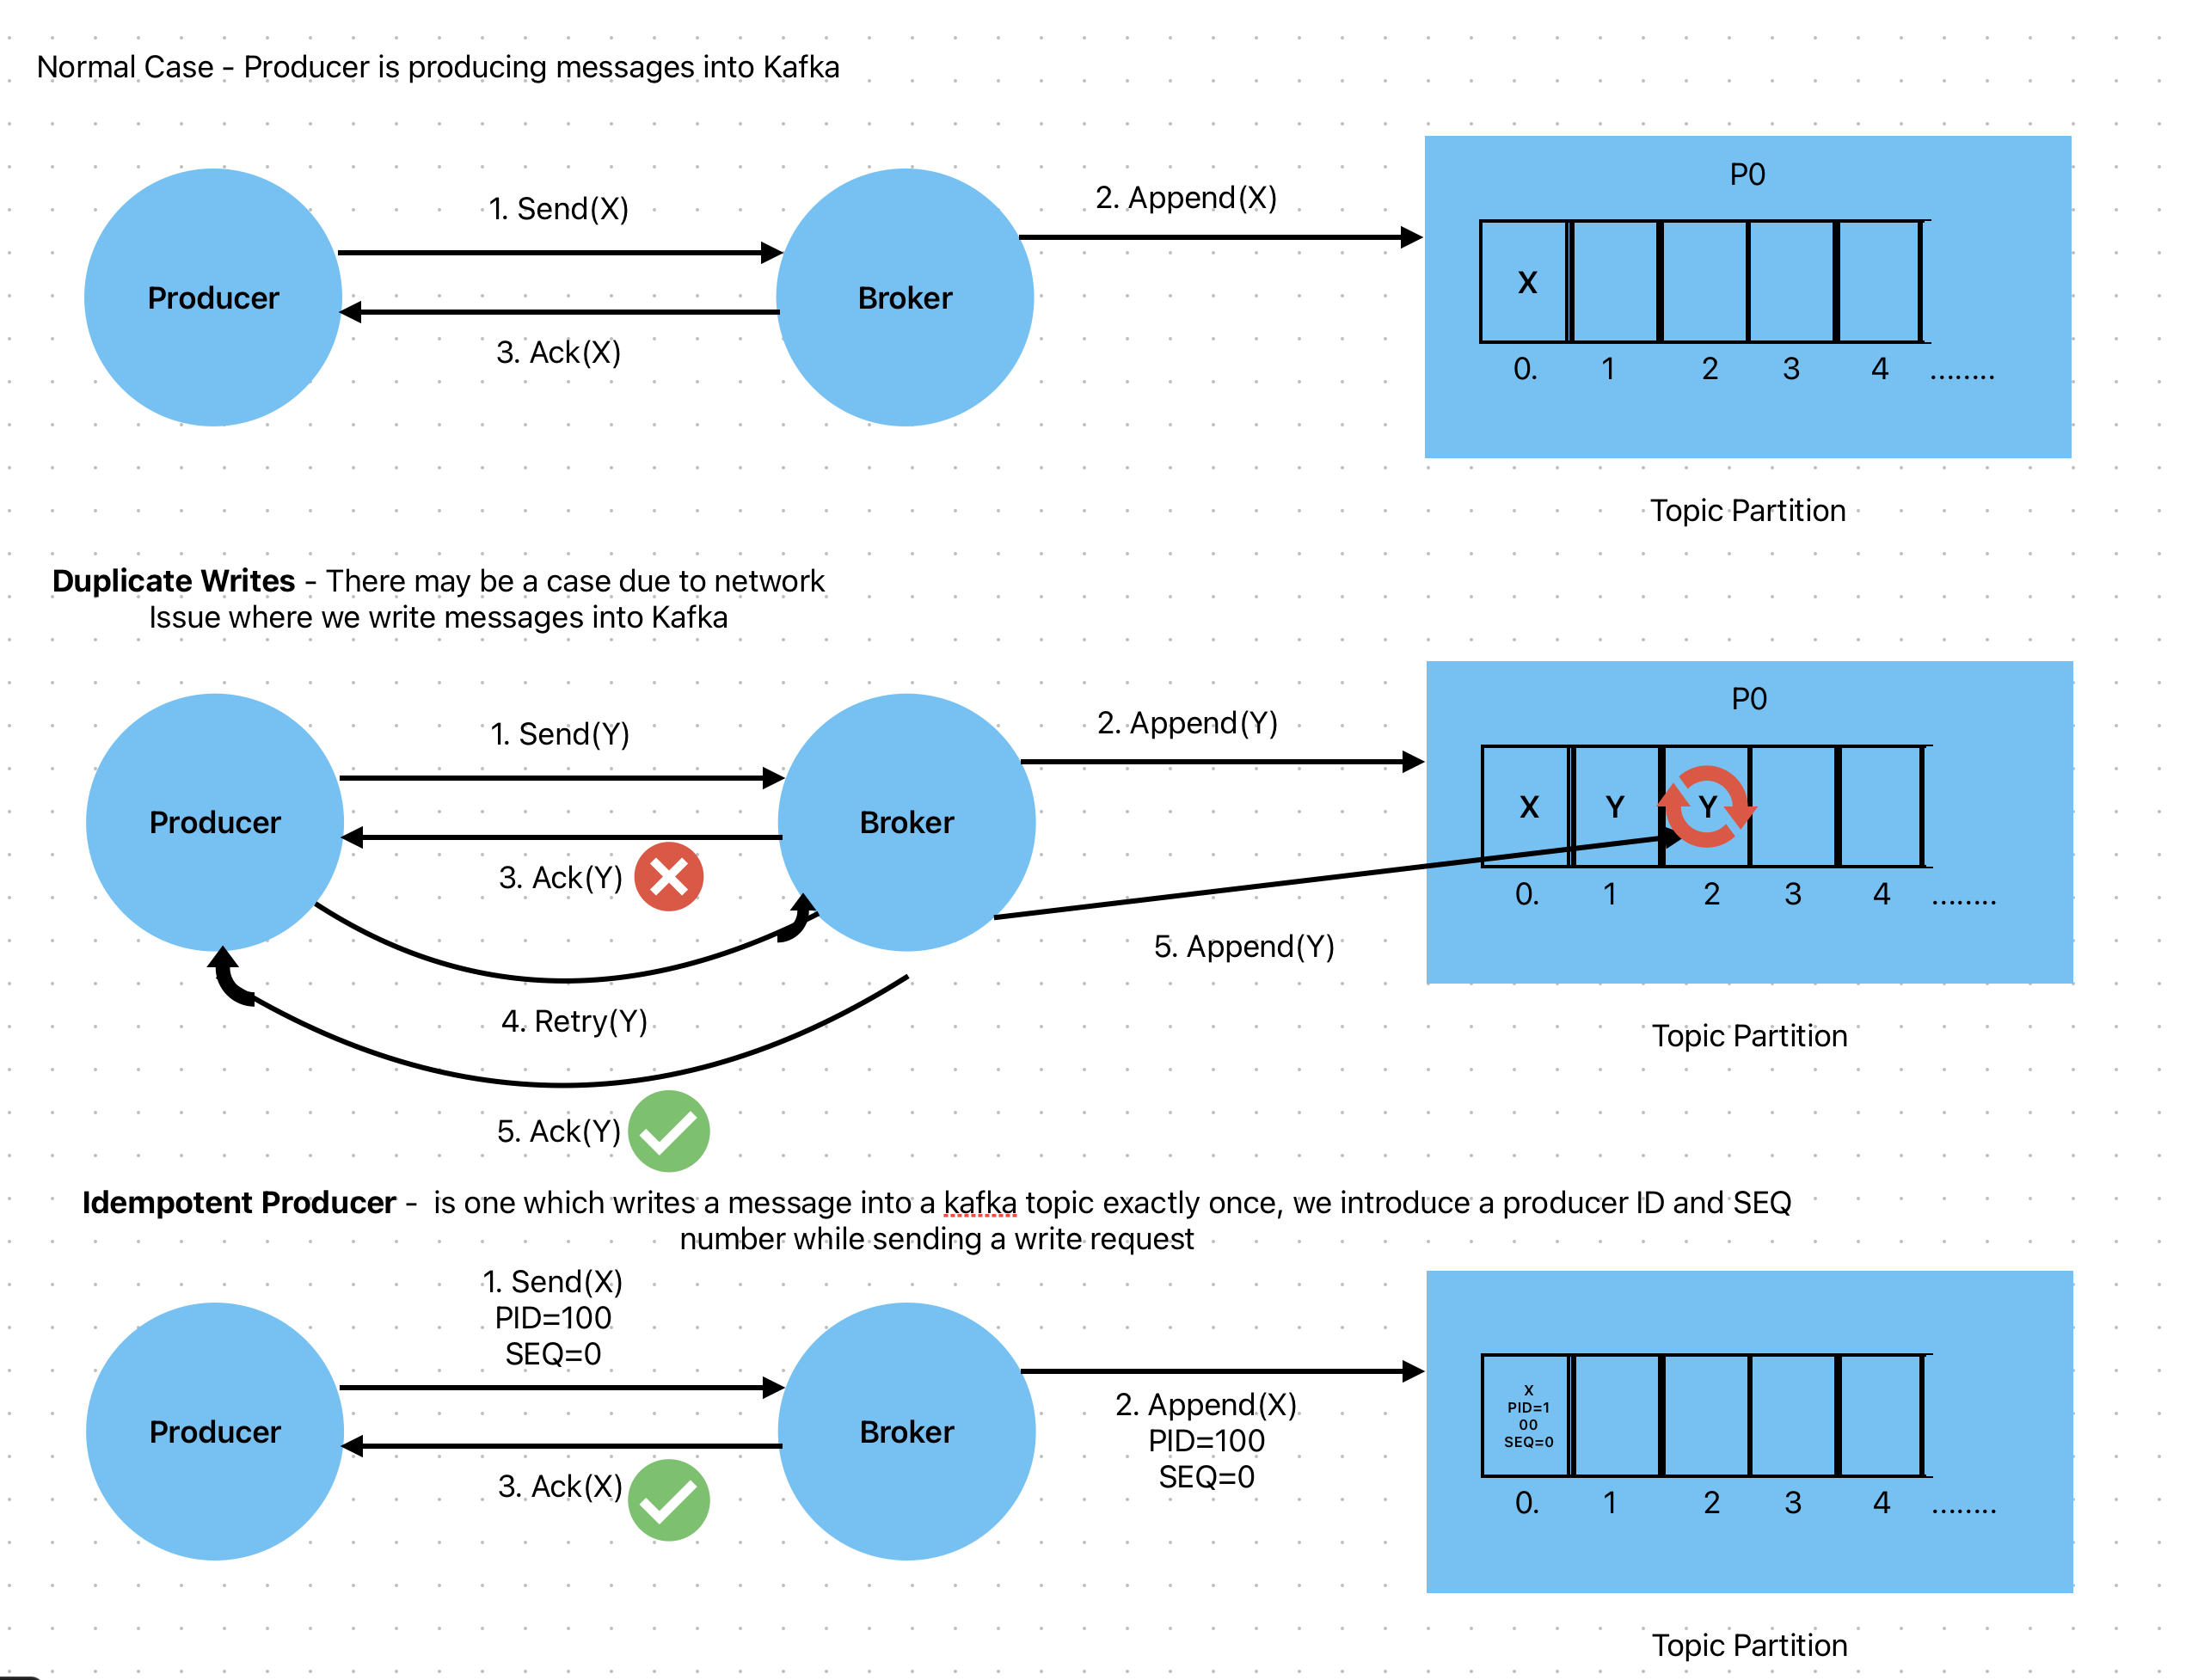 Normal Case - Producer is producing messages into Kafka
1. Send(X)
2. Append(X)
P0
Producer
Broker
X
3. Ack(X)
0. 1 2 3 4 ........
Topic Partition
Duplicate Writes - There may be a case due to network
Issue where we write messages into Kafka
1. Send(Y)
2. Append(Y)
P0
Producer
Broker
X Y Y
3. Ack(Y)
0. 1 2 3 4 ........
5. Append(Y)
4. Retry(Y)
Topic Partition
5. Ack(Y)
Idempotent Producer - is one which writes a message into a kafka topic exactly once, we introduce a producer ID and SEQ
number while sending a write request
1. Send(X)
PID=100
SEQ=0
Producer
Broker
2. Append(X)
PID=100
SEQ=0
X
PID=1
00
SEQ=0
3. Ack(X)
0. 1 2 3 4 ........
Topic Partition